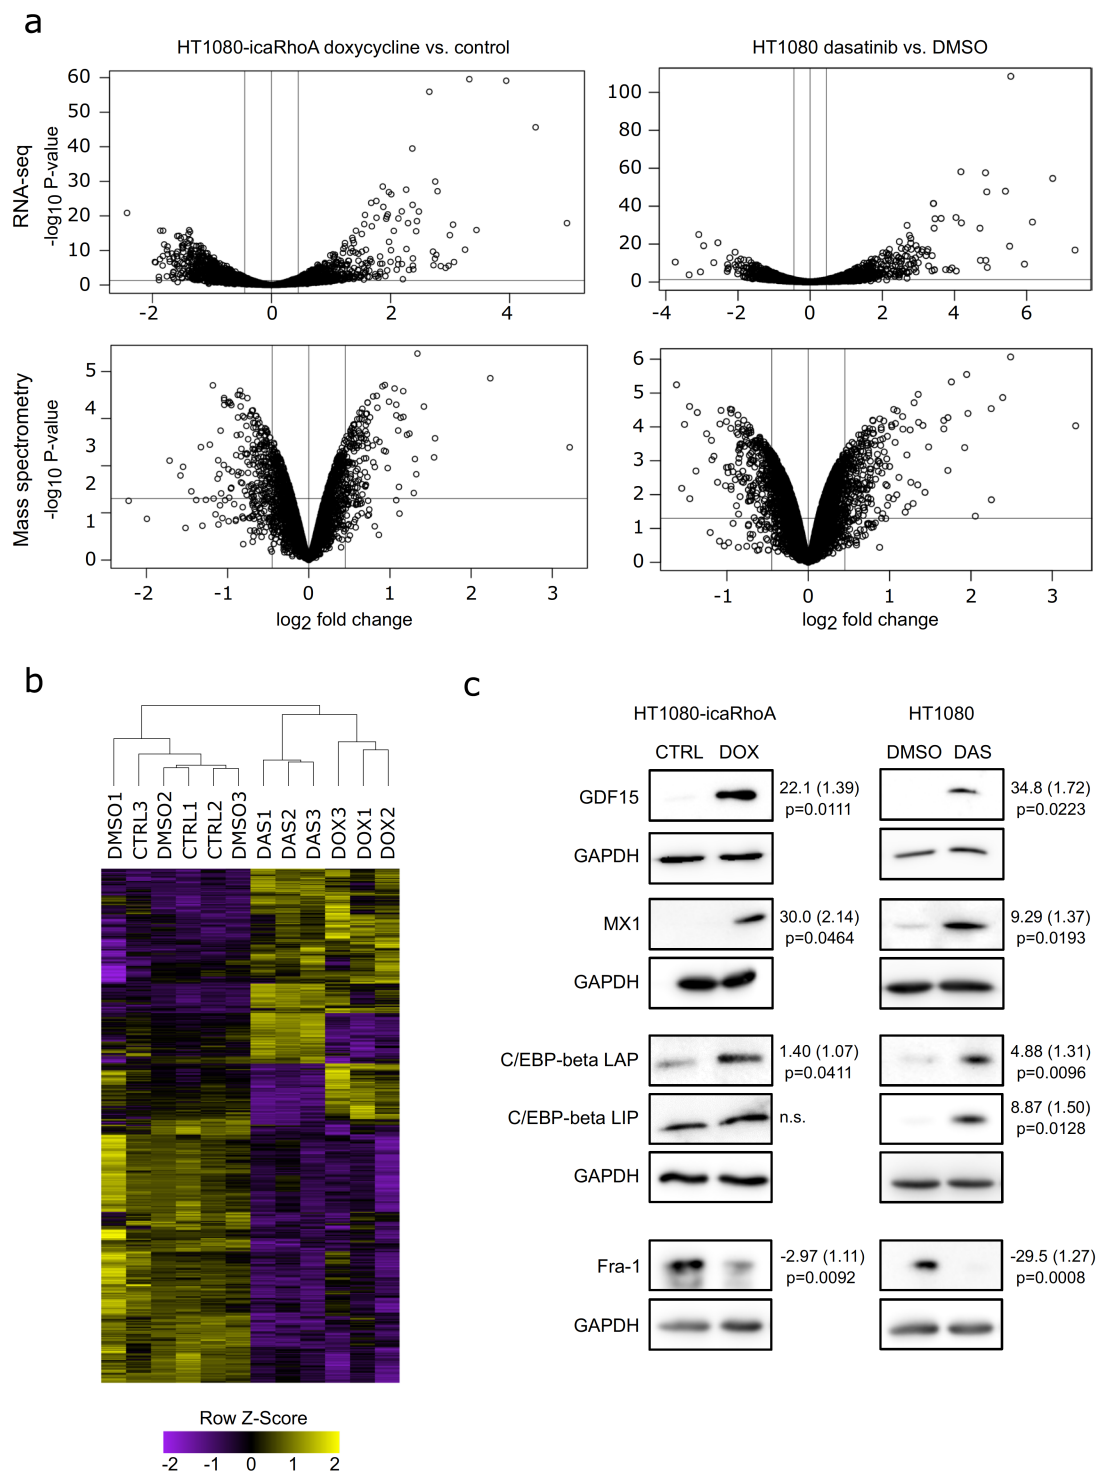 a
HT1080-icaRhoA doxycycline vs. control
HT1080 dasatinib vs. DMSO
RNA-seq
-log10 P-value
60
50
40
30
20
10
0
-2 0 2 4
100
80
60
40
20
0
-4 -2 0 2 4 6
Mass spectrometry
-log10 P-value
5
4
3
2
1
0
-2 -1 0 1 2 3
log2 fold change
6
5
4
3
2
1
0
-1 0 1 2 3
log2 fold change
b
DMSO1 CTRL3 DMSO2 CTRL1 CTRL2 DMSO3 DAS1 DAS2 DAS3 DOX3 DOX1 DOX2
Row Z-Score
-2 -1 0 1 2
c
HT1080-icaRhoA HT1080
CTRL DOX DMSO DAS
GDF15 22.1 (1.39) 34.8 (1.72)
p=0.0111 p=0.0223
GAPDH
MX1 30.0 (2.14) 9.29 (1.37)
p=0.0464 p=0.0193
GAPDH
C/EBP-beta LAP 1.40 (1.07) 4.88 (1.31)
p=0.0411 p=0.0096
C/EBP-beta LIP n.s. 8.87 (1.50)
p=0.0128
GAPDH
Fra-1 -2.97 (1.11) -29.5 (1.27)
p=0.0092 p=0.0008
GAPDH